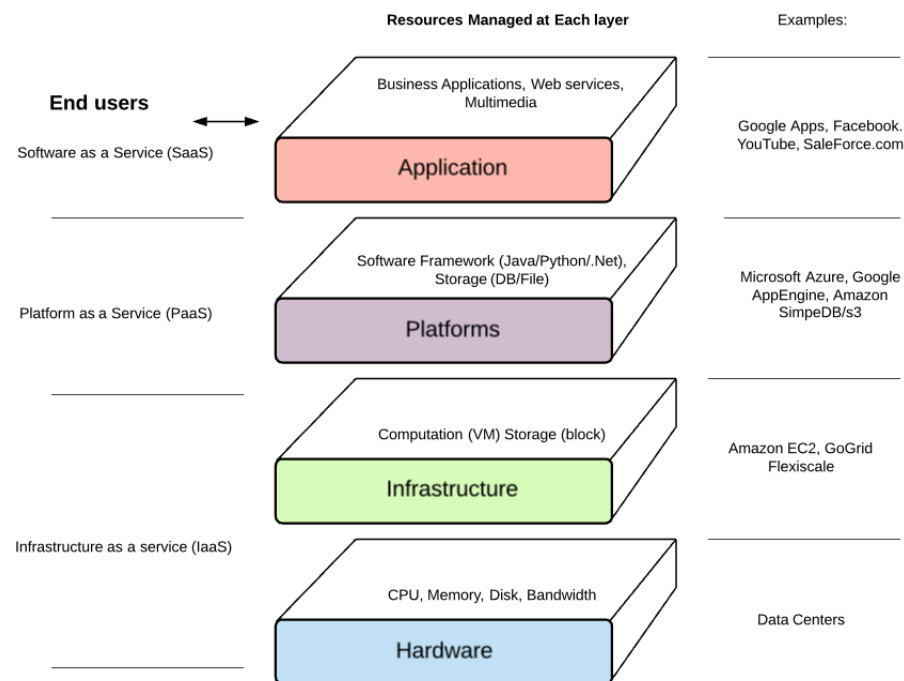 Resources Managed at Each layer
Examples:
Business Applications, Web services,
Multimedia
End users
Software as a Service (SaaS)
Application
Google Apps, Facebook.
YouTube, SaleForce.com
Software Framework (Java/Python/.Net),
Storage (DB/File)
Platform as a Service (PaaS)
Platforms
Microsoft Azure, Google
AppEngine, Amazon
SimpeDB/s3
Computation (VM) Storage (block)
Infrastructure
Amazon EC2, GoGrid
Flexiscale
Infrastructure as a service (IaaS)
CPU, Memory, Disk, Bandwidth
Hardware
Data Centers